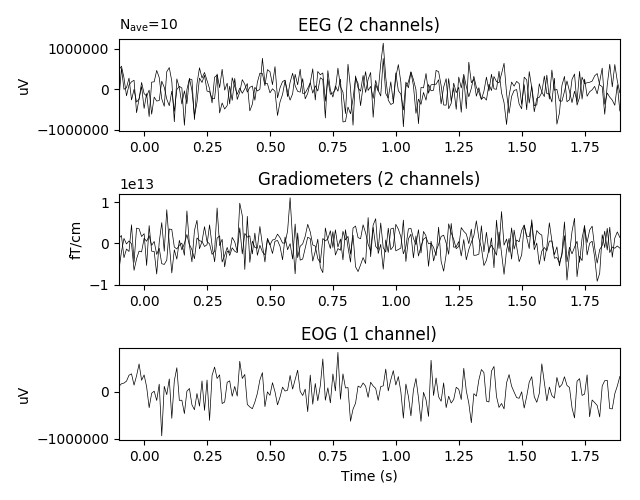 N_ave=10
EEG (2 channels)
1000000
0
−1000000
uV
0.00 0.25 0.50 0.75 1.00 1.25 1.50 1.75
1e13
Gradiometers (2 channels)
1
0
−1
fT/cm
0.00 0.25 0.50 0.75 1.00 1.25 1.50 1.75
EOG (1 channel)
0
−1000000
uV
0.00 0.25 0.50 0.75 1.00 1.25 1.50 1.75
Time (s)